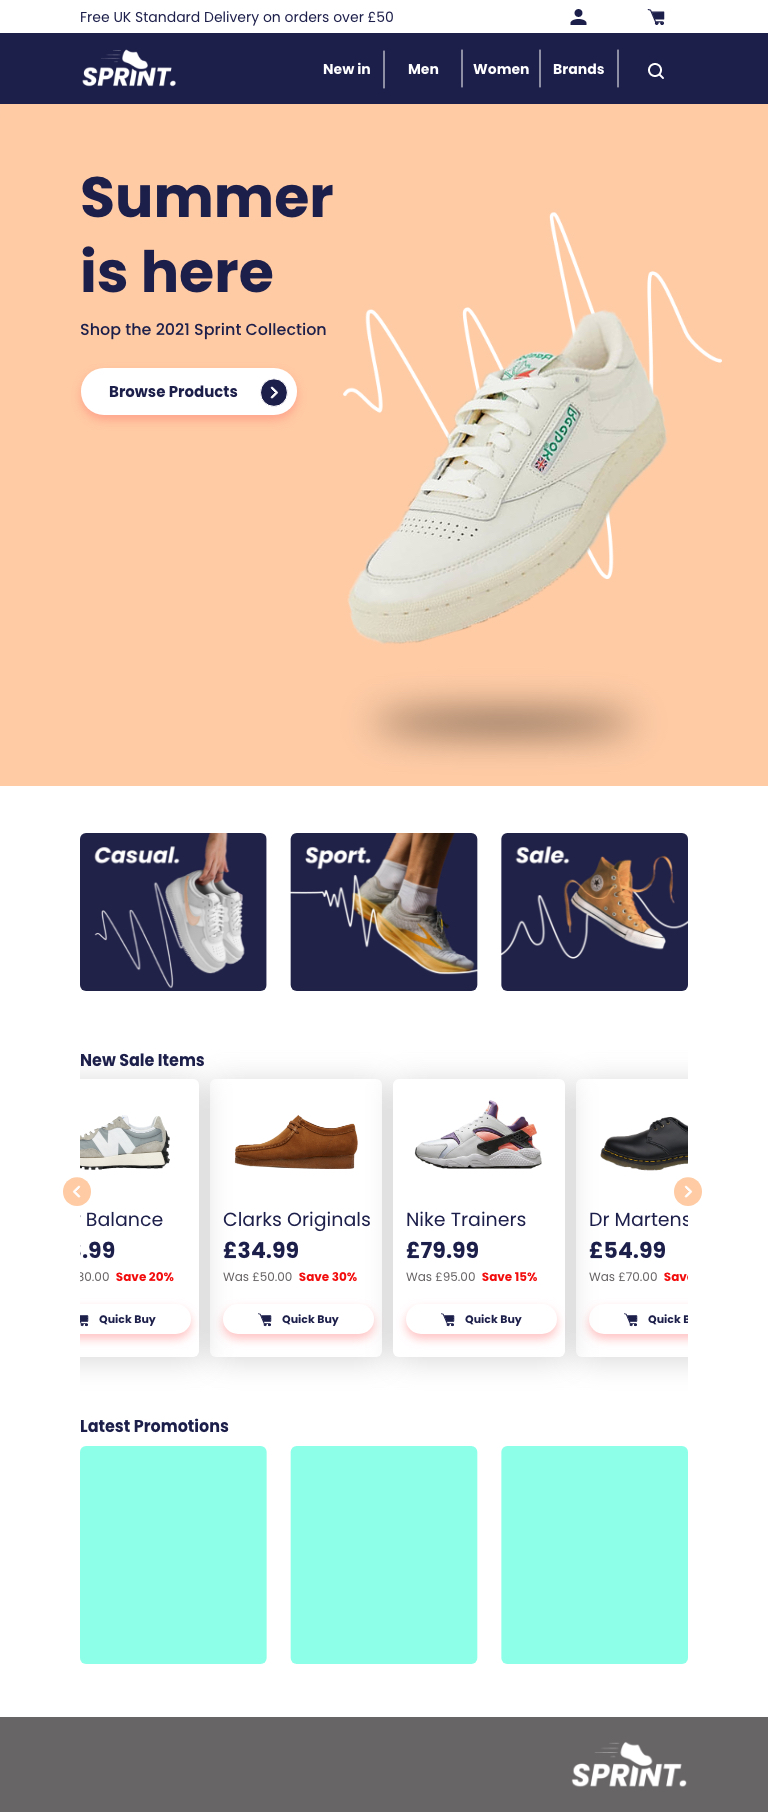 Free UK Standard Delivery on orders over £50
SPRINT.
New in
Men
Women
Brands
Summer
is here
Shop the 2021 Sprint Collection
Browse Products
Reebok
Reebok
Casual.
Sport.
Sale.
New Sale Items
Balance
Clarks Originals
Nike Trainers
Dr Martens
.99
£34.99
£79.99
£54.99
30.00 Save 20%
Was £50.00 Save 30%
Was £95.00 Save 15%
Was £70.00 Save
Quick Buy
Quick Buy
Quick Buy
Quick B
Latest Promotions
SPRINT.